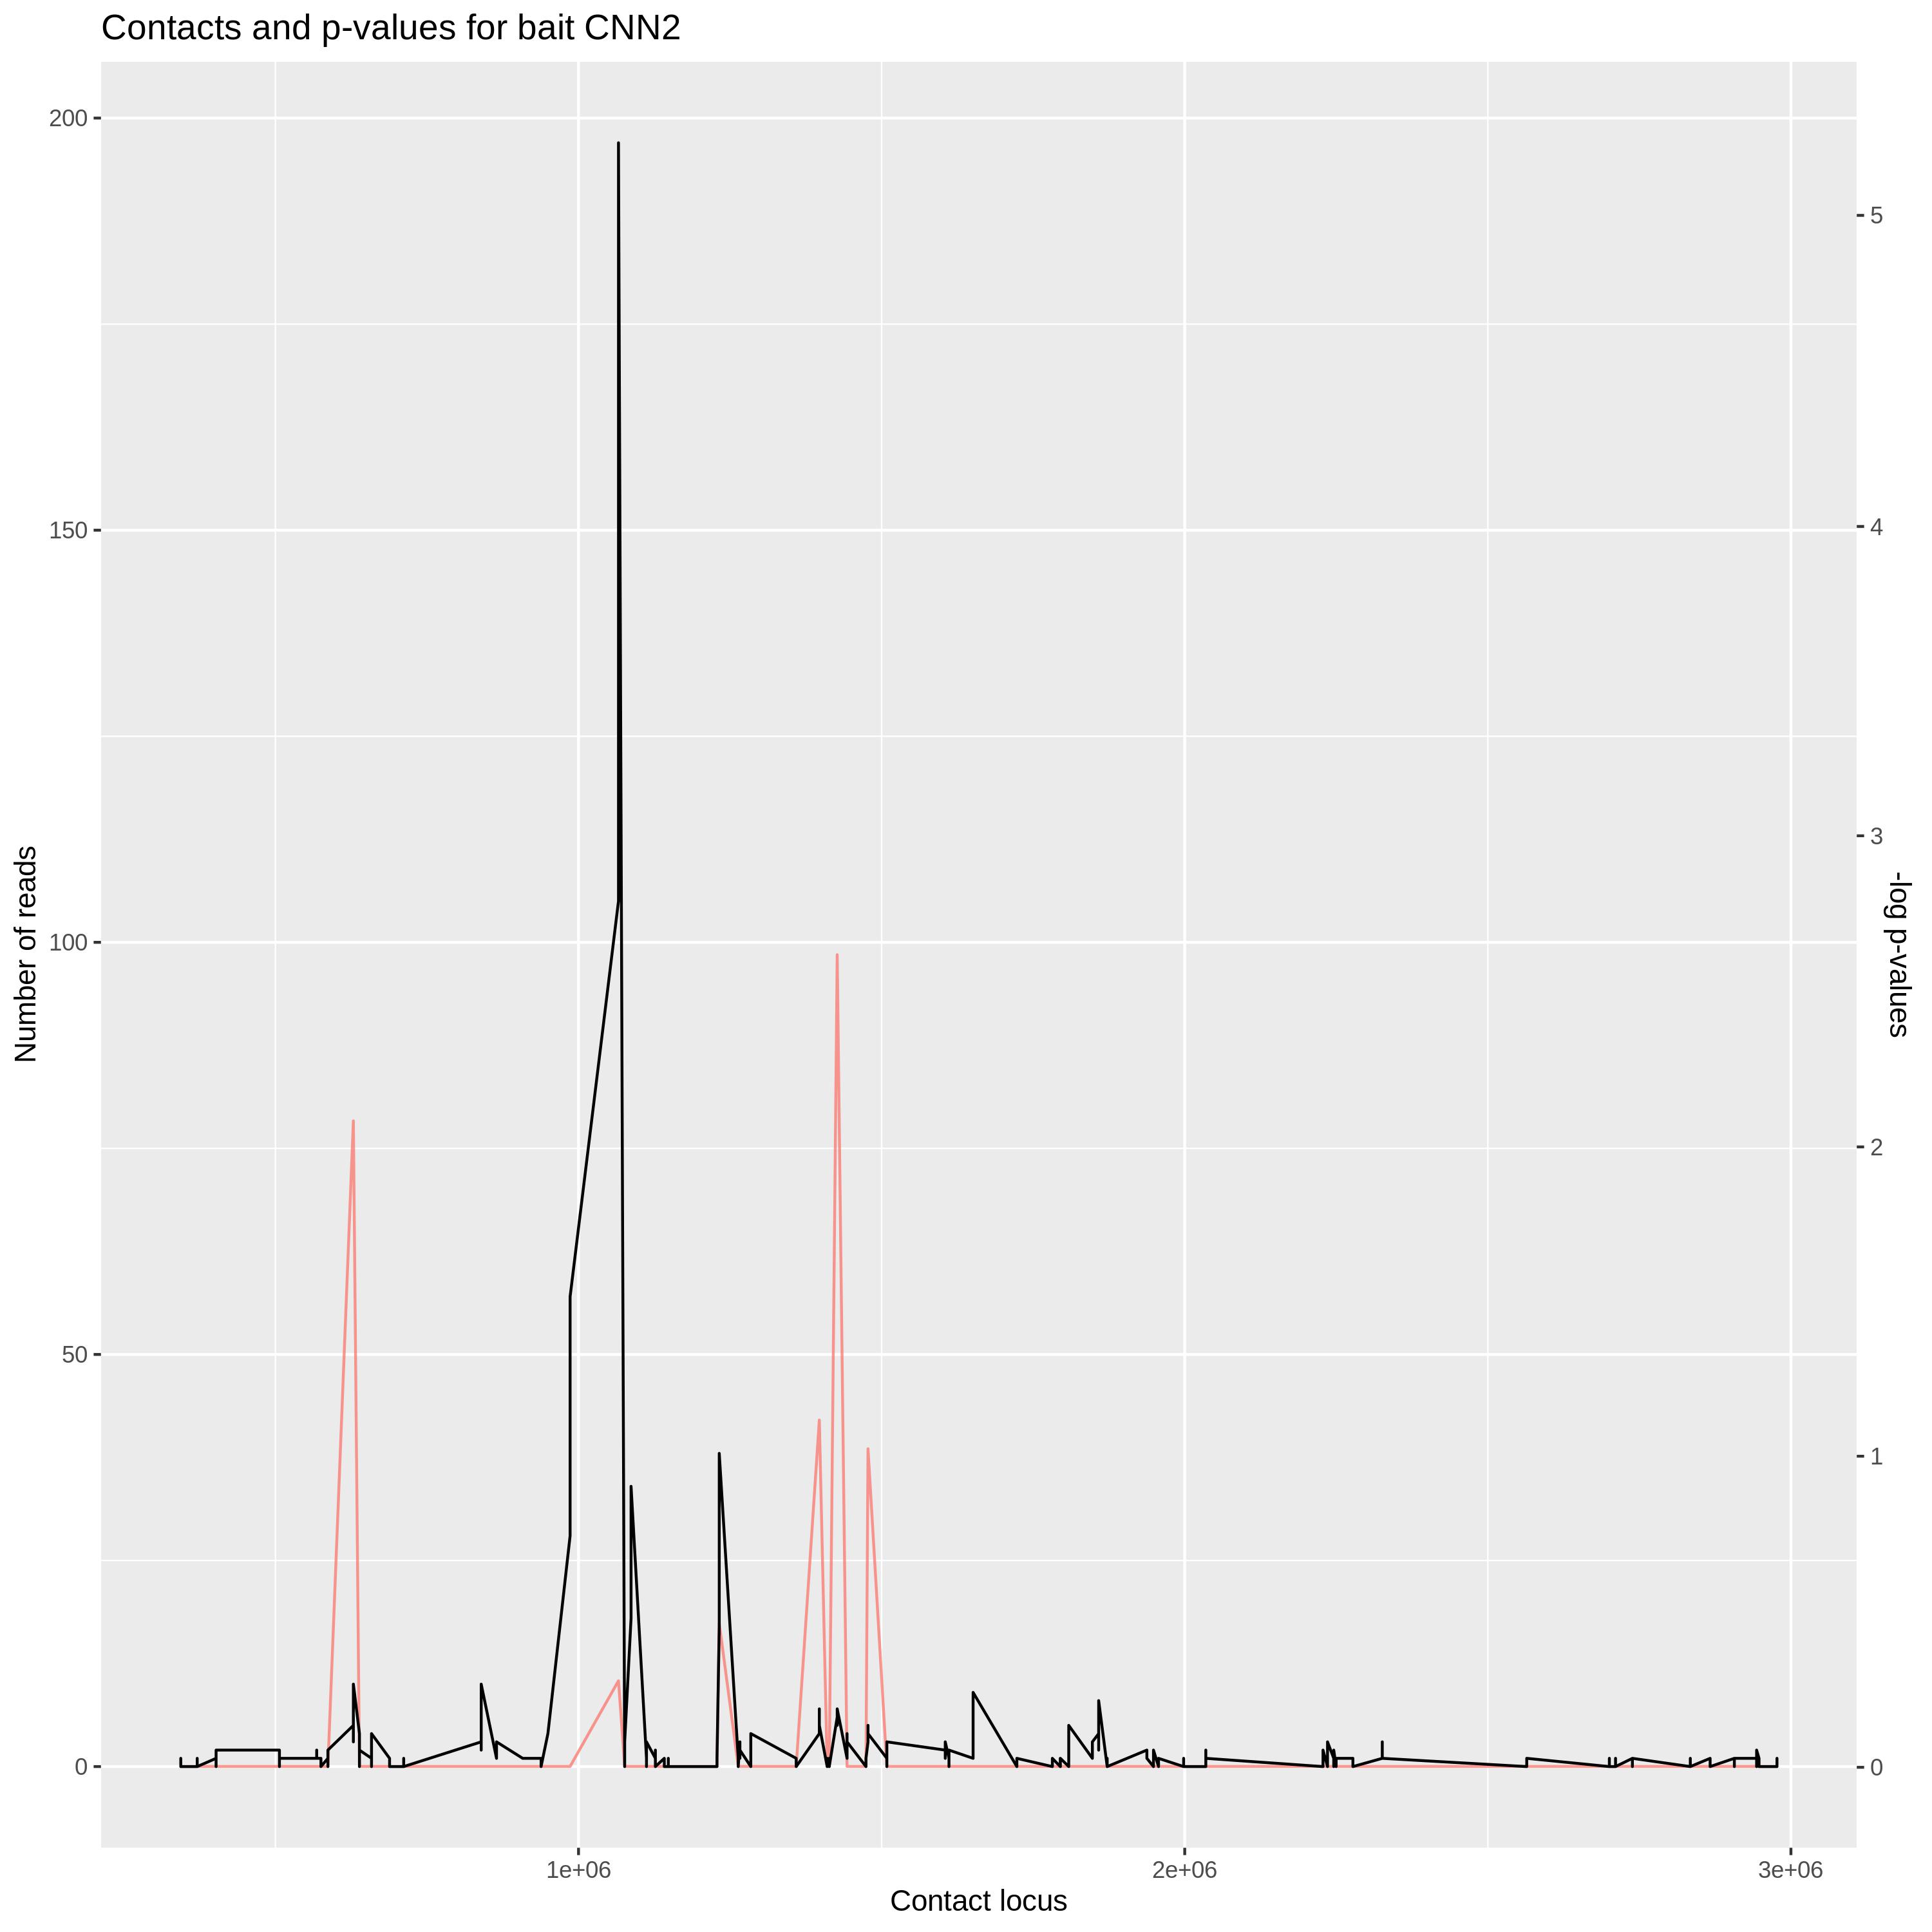 Contacts and p-values for bait CNN2
200
150
100
50
0
Number of reads
5
4
3
2
1
0
-log p-values
1e+06
2e+06
3e+06
Contact locus